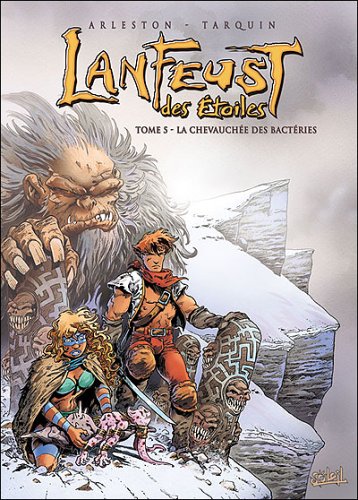 ARLESTON - TARQUIN
LANFEUST
des Étoiles
TOME 5 - LA CHEVAUCHÉE DES BACTÉRIES
SOLEIL